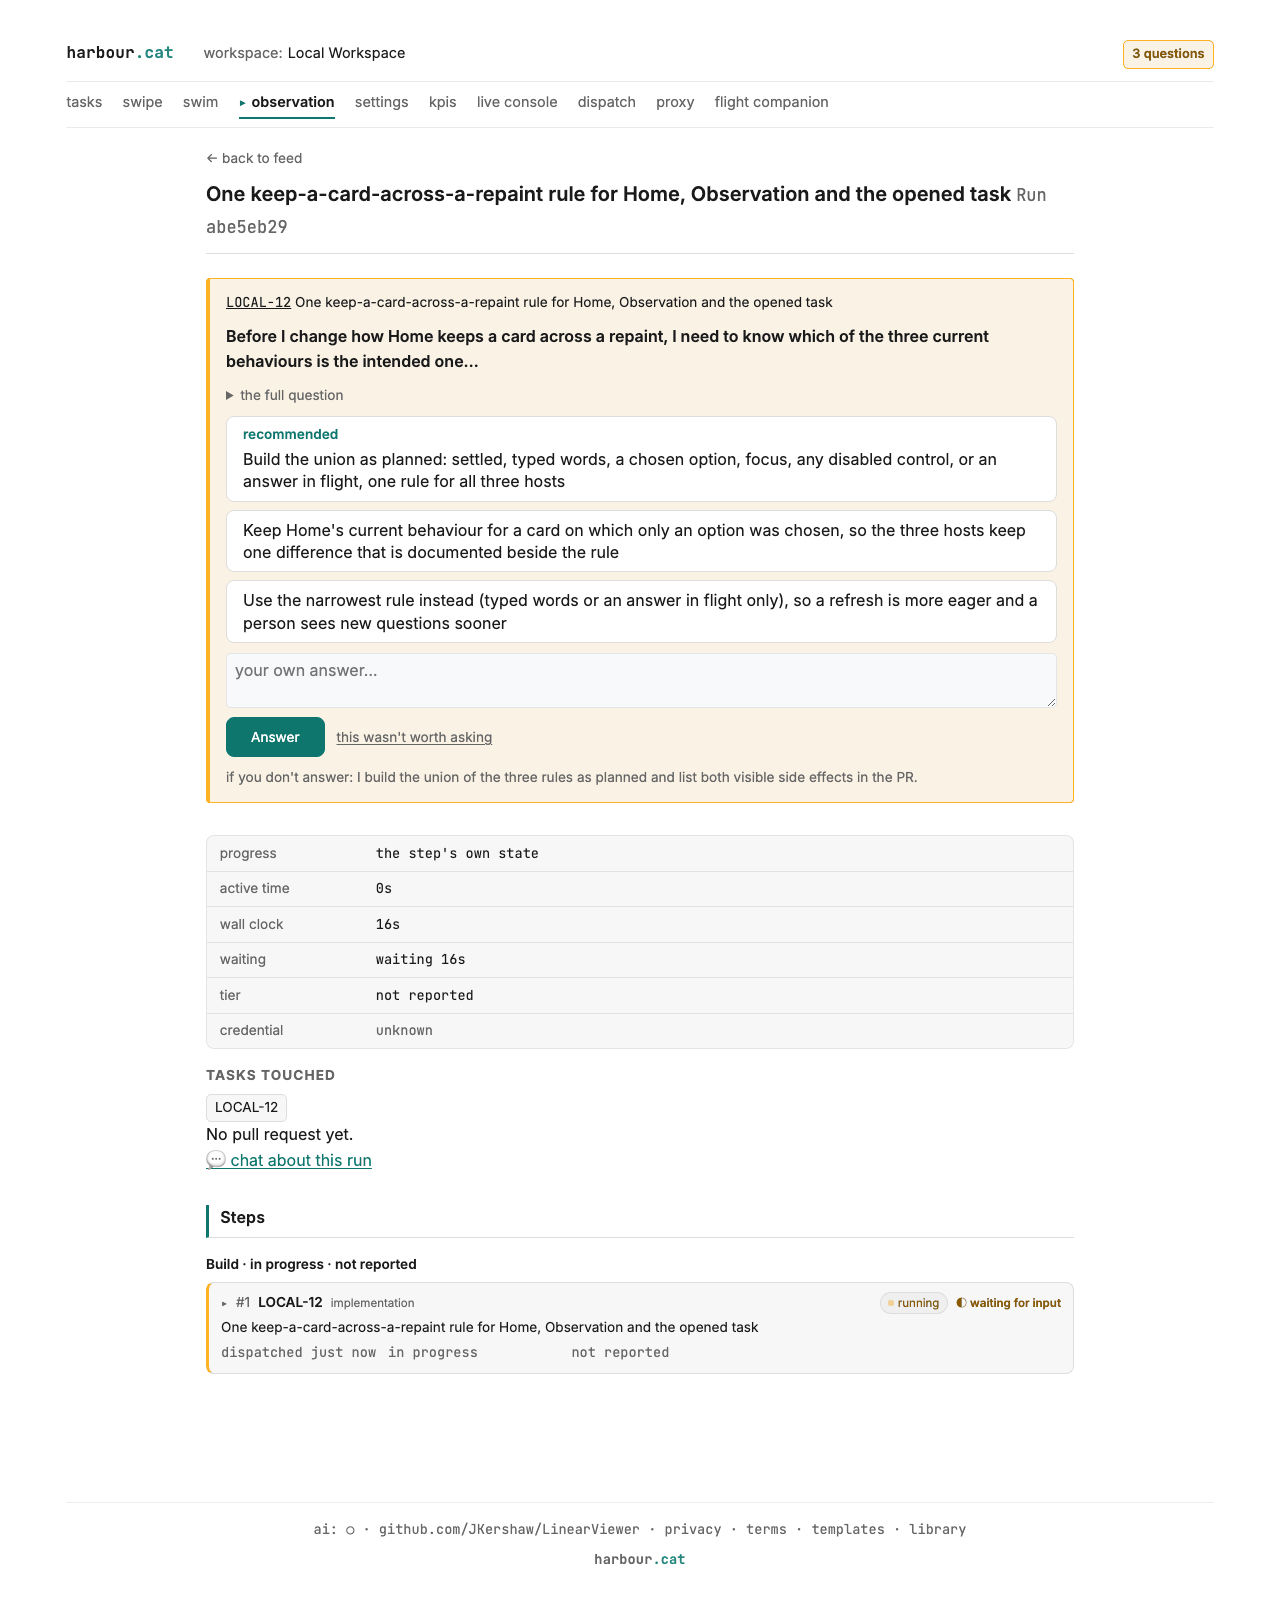 harbour.cat workspace: Local Workspace 3 questions
tasks swipe swim ▸ observation settings kpis live console dispatch proxy flight companion
← back to feed
One keep-a-card-across-a-repaint rule for Home, Observation and the opened task Run
abe5eb29
LOCAL-12 One keep-a-card-across-a-repaint rule for Home, Observation and the opened task
Before I change how Home keeps a card across a repaint, I need to know which of the three current
behaviours is the intended one...
▶ the full question
recommended
Build the union as planned: settled, typed words, a chosen option, focus, any disabled control, or an
answer in flight, one rule for all three hosts
Keep Home's current behaviour for a card on which only an option was chosen, so the three hosts keep
one difference that is documented beside the rule
Use the narrowest rule instead (typed words or an answer in flight only), so a refresh is more eager and a
person sees new questions sooner
your own answer...
Answer this wasn't worth asking
if you don't answer: I build the union of the three rules as planned and list both visible side effects in the PR.
progress the step's own state
active time 0s
wall clock 16s
waiting waiting 16s
tier not reported
credential unknown
TASKS TOUCHED
LOCAL-12
No pull request yet.
💬 chat about this run
Steps
Build · in progress · not reported
▸ #1 LOCAL-12 implementation running ◐ waiting for input
One keep-a-card-across-a-repaint rule for Home, Observation and the opened task
dispatched just now in progress not reported
ai: ○ · github.com/JKershaw/LinearViewer · privacy · terms · templates · library
harbour.cat